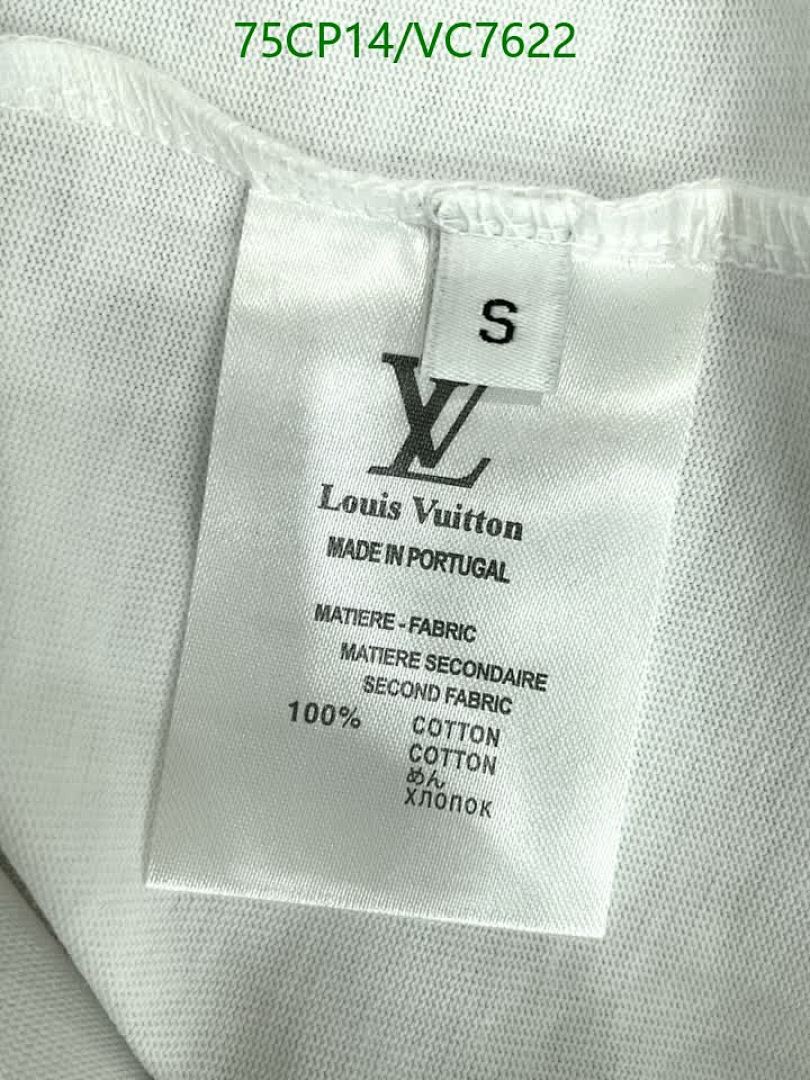 75CP14/VC7622
S
LV
Louis Vuitton
MADE IN PORTUGAL
MATIERE - FABRIC
MATIERE SECONDAIRE
SECOND FABRIC
100% COTTON
COTTON
めん
хлопок